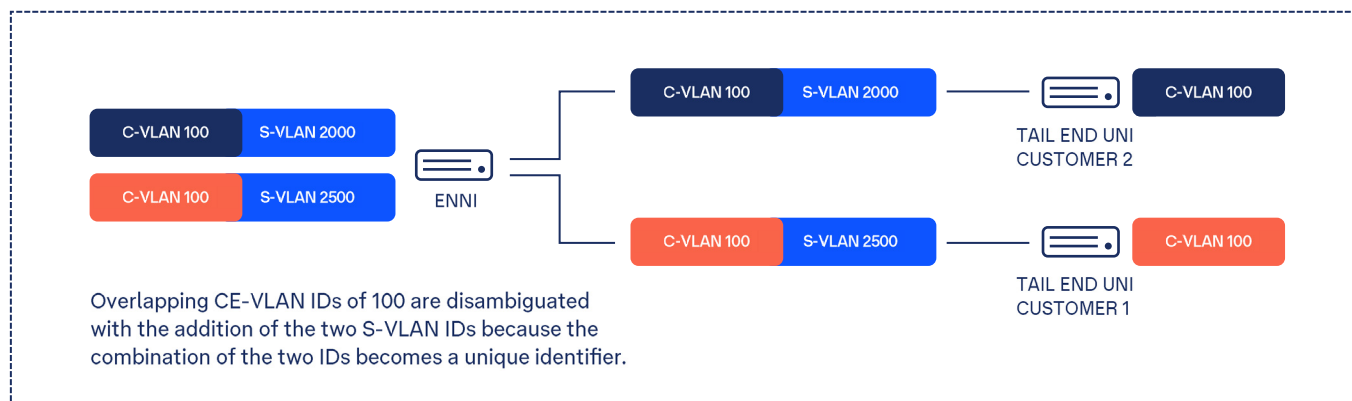 C-VLAN 100 S-VLAN 2000
C-VLAN 100 S-VLAN 2500
ENNI
C-VLAN 100 S-VLAN 2000
TAIL END UNI
CUSTOMER 2
C-VLAN 100
C-VLAN 100 S-VLAN 2500
TAIL END UNI
CUSTOMER 1
C-VLAN 100
Overlapping CE-VLAN IDs of 100 are disambiguated
with the addition of the two S-VLAN IDs because the
combination of the two IDs becomes a unique identifier.